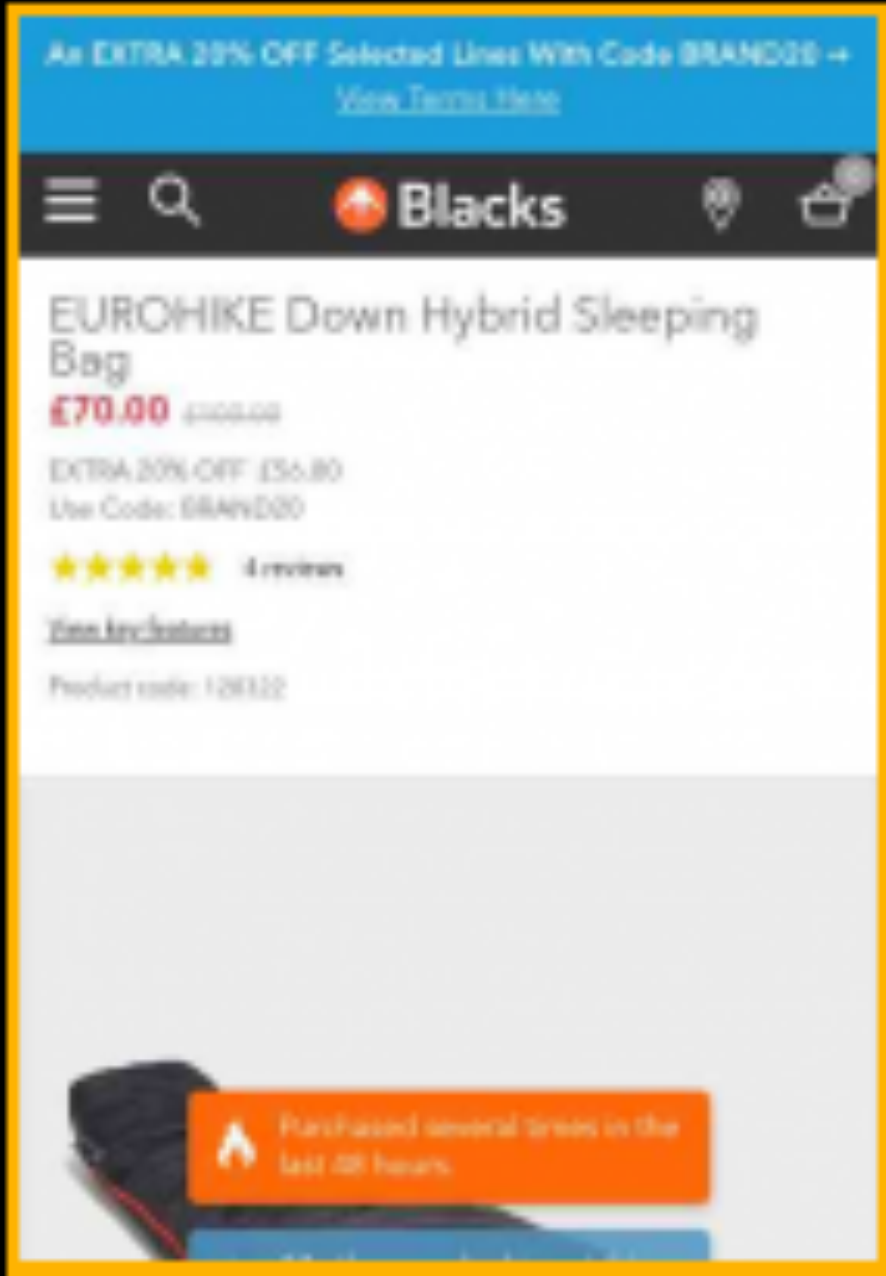 An EXTRA 20% OFF Selected Lines With Code BRAND20 →
View Terms Here
Blacks
EUROHIKE Down Hybrid Sleeping
Bag
£70.00 £100.00
EXTRA 20% OFF £56.80
Use Code: BRAND20
4 reviews
View key features
Product code:
Purchased several times in the
last 48 hours